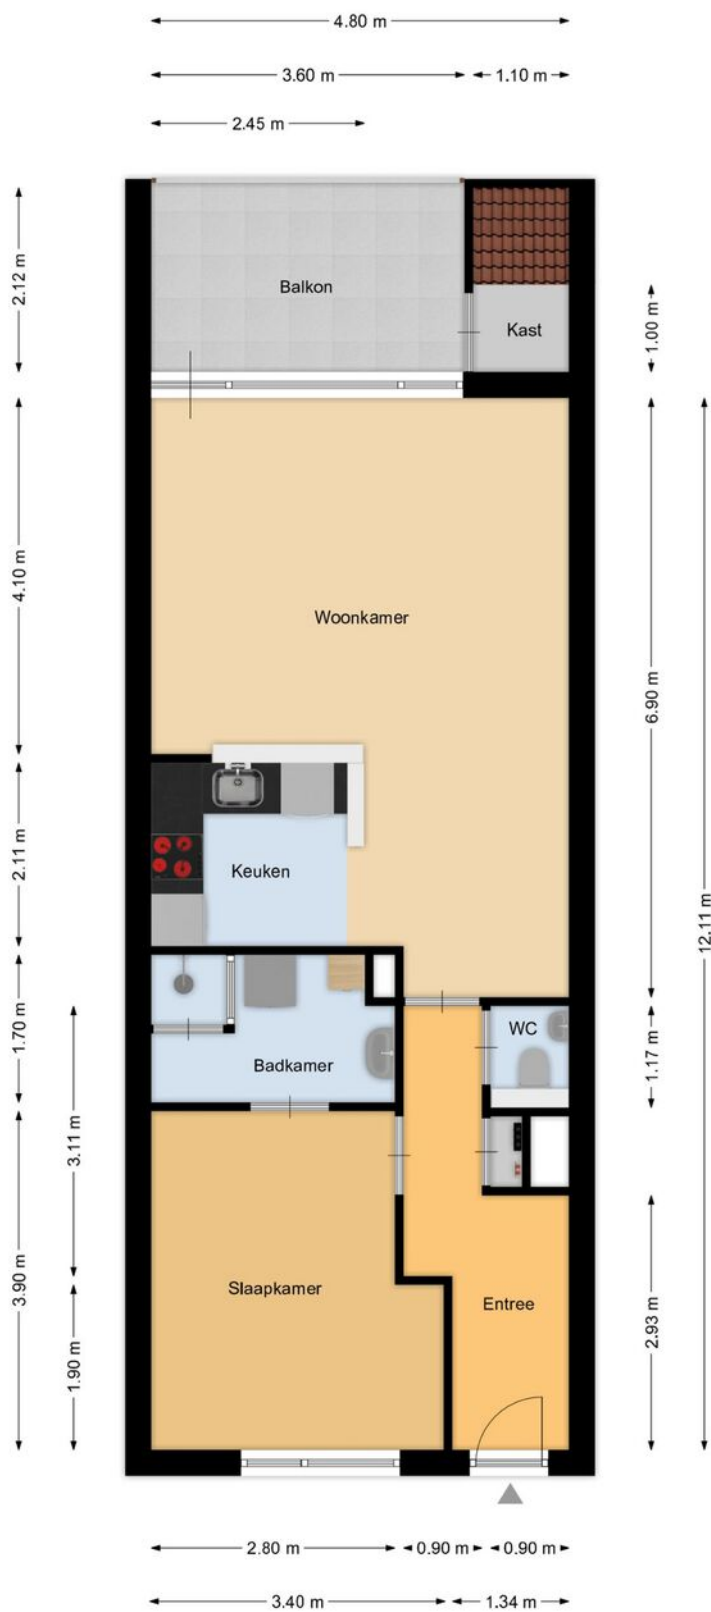 4.80 m
3.60 m
1.10 m
2.45 m
2.12 m
Balkon
Kast
1.00 m
4.10 m
Woonkamer
6.90 m
2.11 m
Keuken
12.11 m
1.70 m
Badkamer
WC
1.17 m
3.11 m
3.90 m
Slaapkamer
Entree
2.93 m
1.90 m
2.80 m
0.90 m
0.90 m
3.40 m
1.34 m